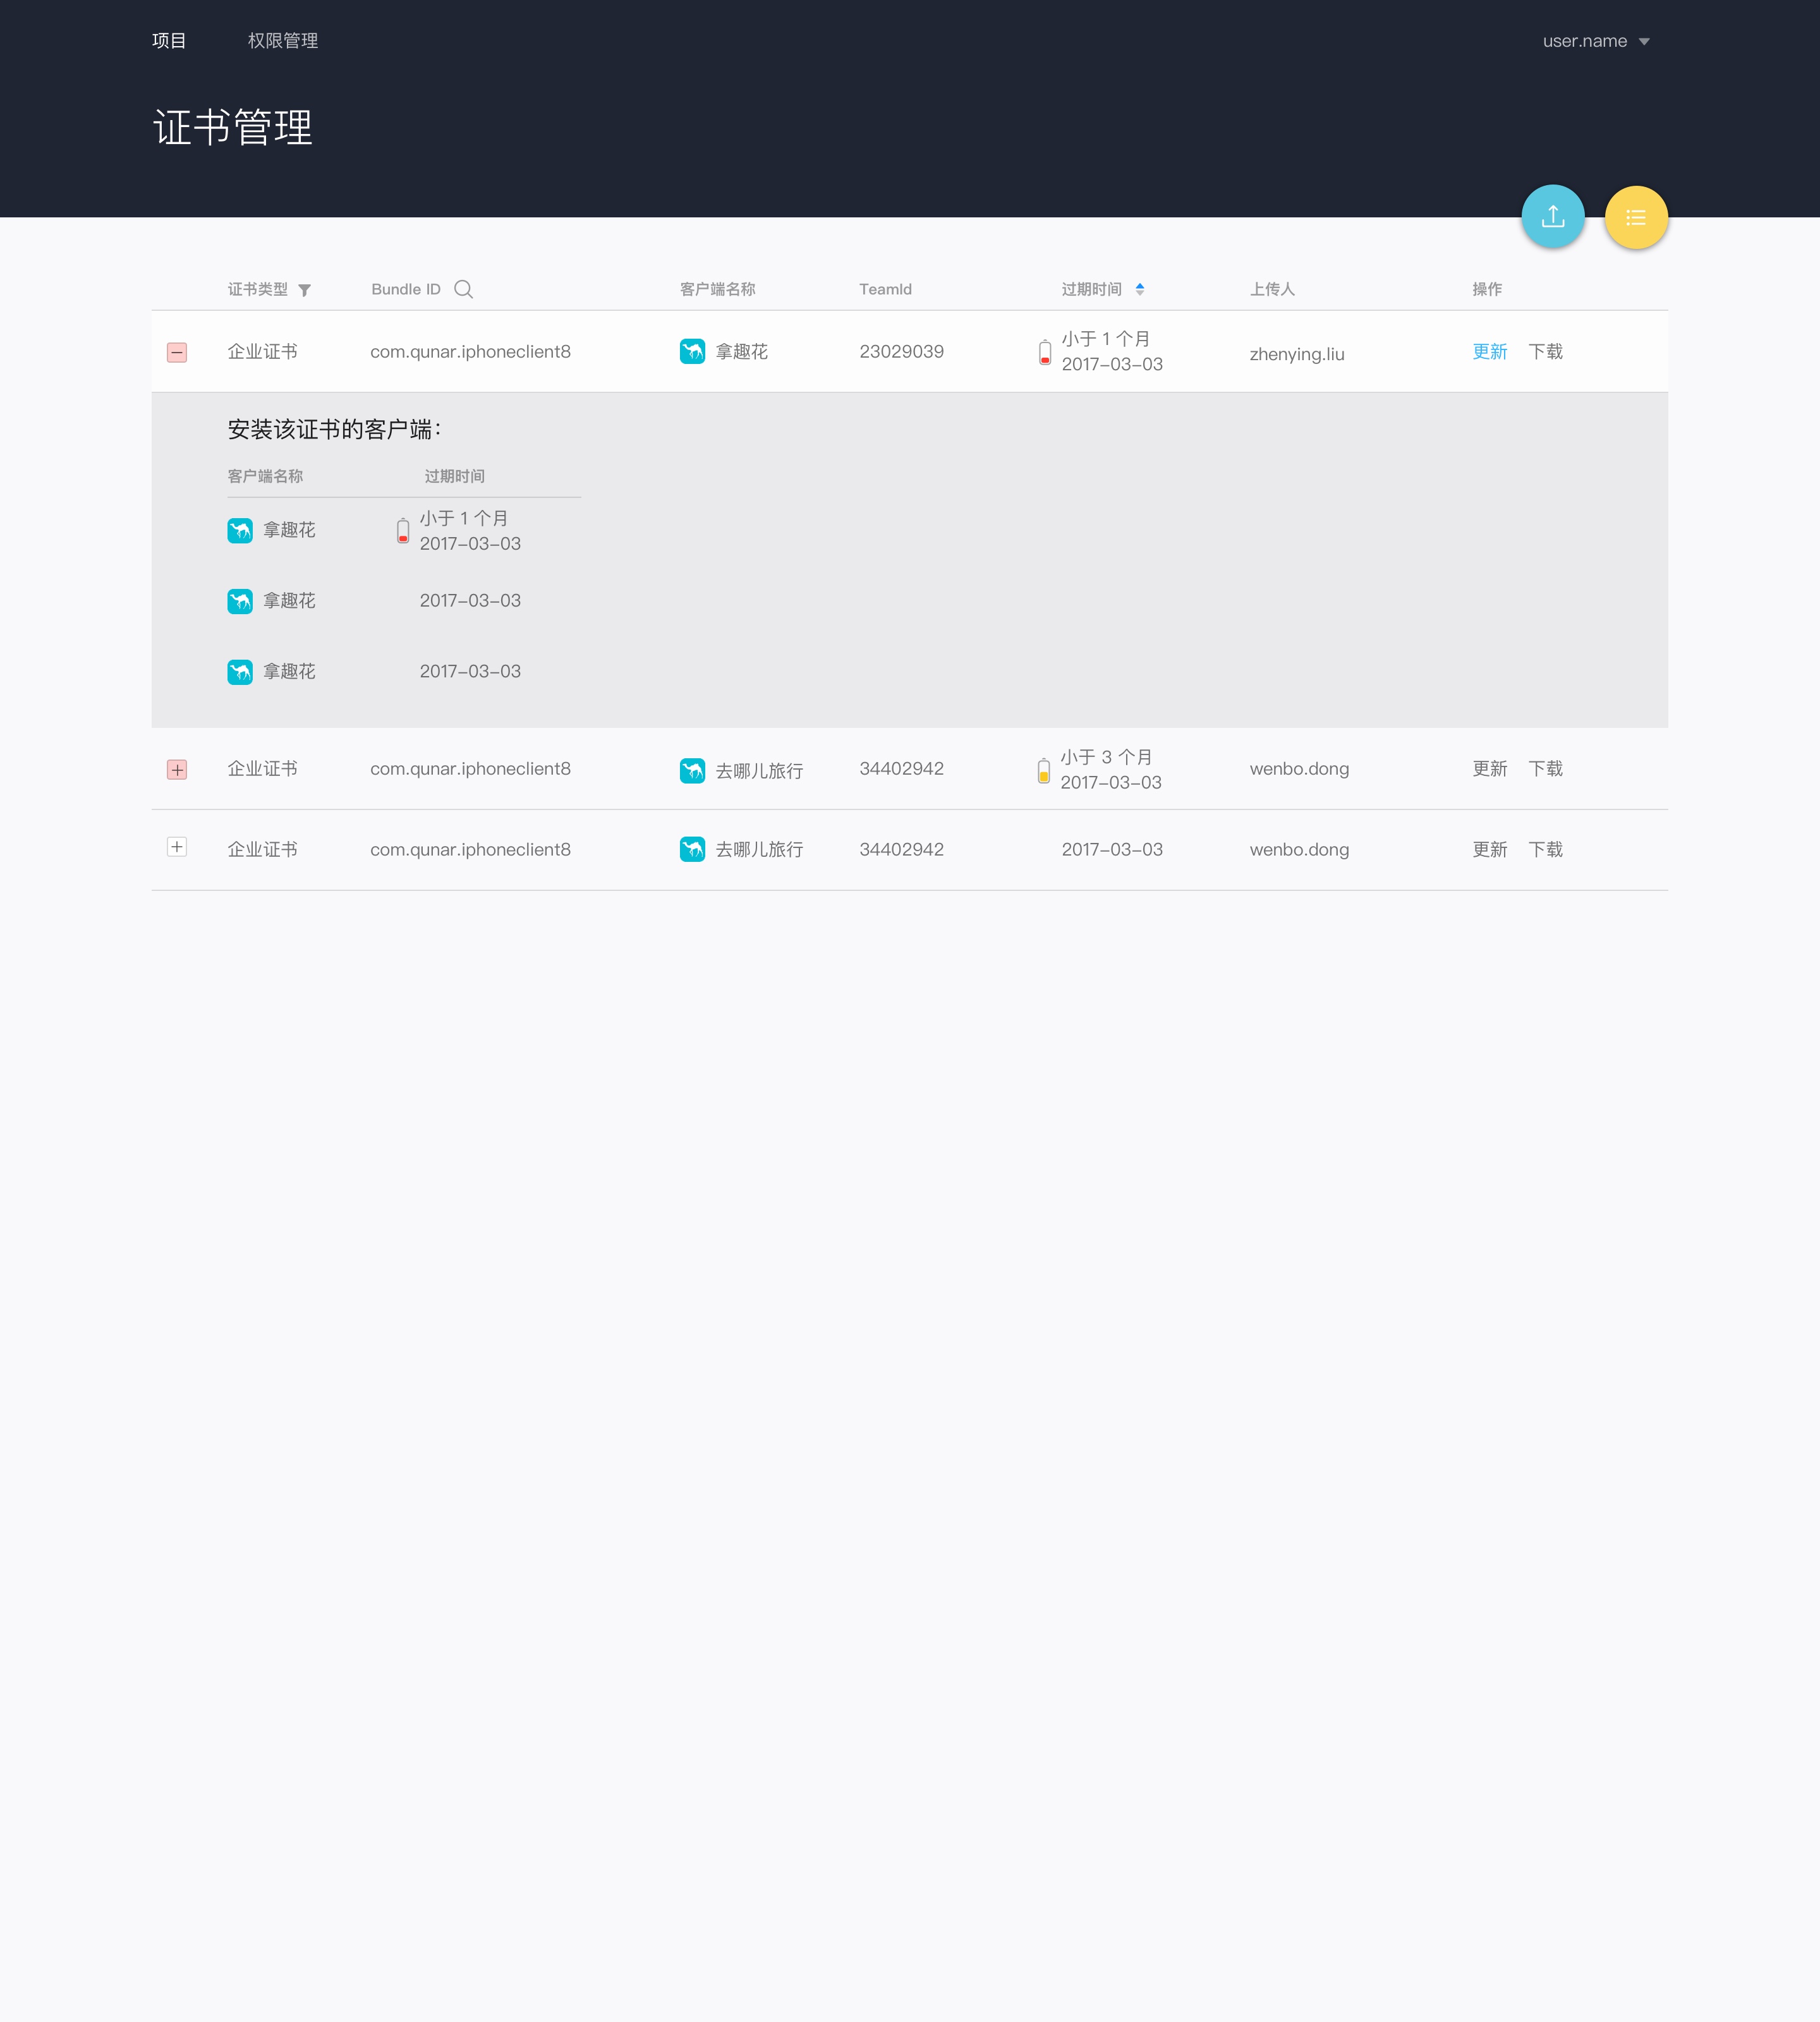 项目 权限管理 user.name
证书管理
证书类型 Bundle ID 客户端名称 TeamId 过期时间 上传人 操作
企业证书 com.qunar.iphoneclient8 拿趣花 23029039 小于 1 个月 2017-03-03 zhenying.liu 更新 下载
安装该证书的客户端：
客户端名称 过期时间
拿趣花 小于 1 个月 2017-03-03
拿趣花 2017-03-03
拿趣花 2017-03-03
企业证书 com.qunar.iphoneclient8 去哪儿旅行 34402942 小于 3 个月 2017-03-03 wenbo.dong 更新 下载
企业证书 com.qunar.iphoneclient8 去哪儿旅行 34402942 2017-03-03 wenbo.dong 更新 下载